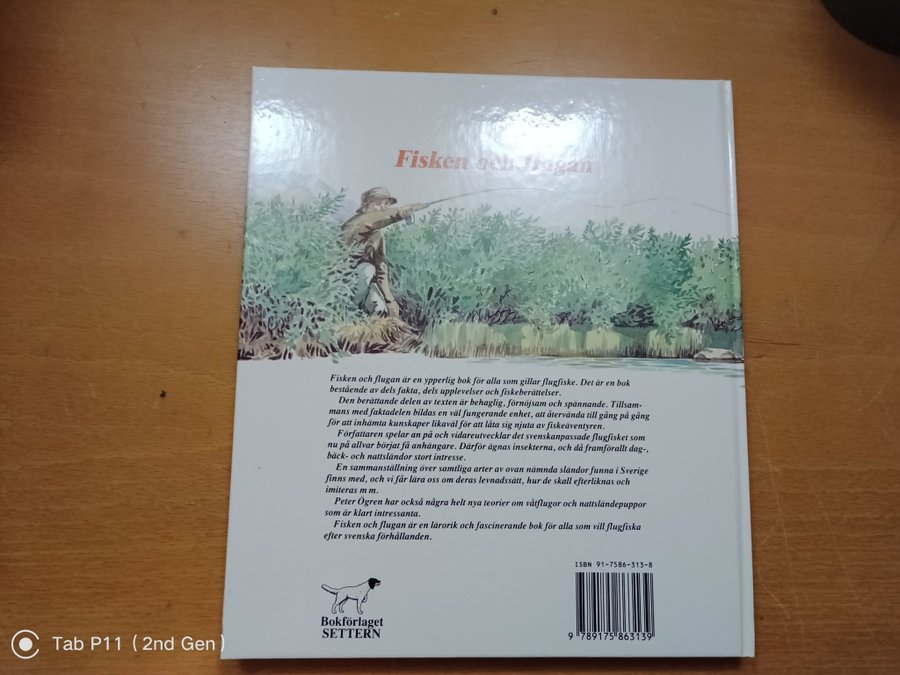 Fisken och flugan
Fisken och flugan är en ypperlig bok för alla som gillar flugfiske. Det är en bok
bestående av dels fakta, dels upplevelser och fiskeberättelser.
Den berättande delen av texten är behaglig, förnöjsam och spännande. Tillsam-
mans med faktadelen bildas en väl fungerande enhet, att återvända till gång på gång
för att inhämta kunskaper likaväl för att låta sig njuta av fiskeäventyren.
Författaren spelar an på och vidareutvecklar det svenskanpassade flugfisket som
nu på allvar börjat få anhängare. Därför ägnas insekterna, och då framförallt dag-,
bäck- och nattsländor stort intresse.
En sammanställning över samtliga arter av ovan nämnda sländor funna i Sverige
finns med, och vi får lära oss om deras levnadssätt, hur de skall efterliknas och
imiteras m m.
Peter Ögren har också några helt nya teorier om våtflugor och nattsländepuppor
som är klart intressanta.
Fisken och flugan är en lärorik och fascinerande bok för alla som vill flugfiska
efter svenska förhållanden.
ISBN 91-7586-313-8
Bokförlaget
SETTERN
9 789175 863139
Tab P11 (2nd Gen)